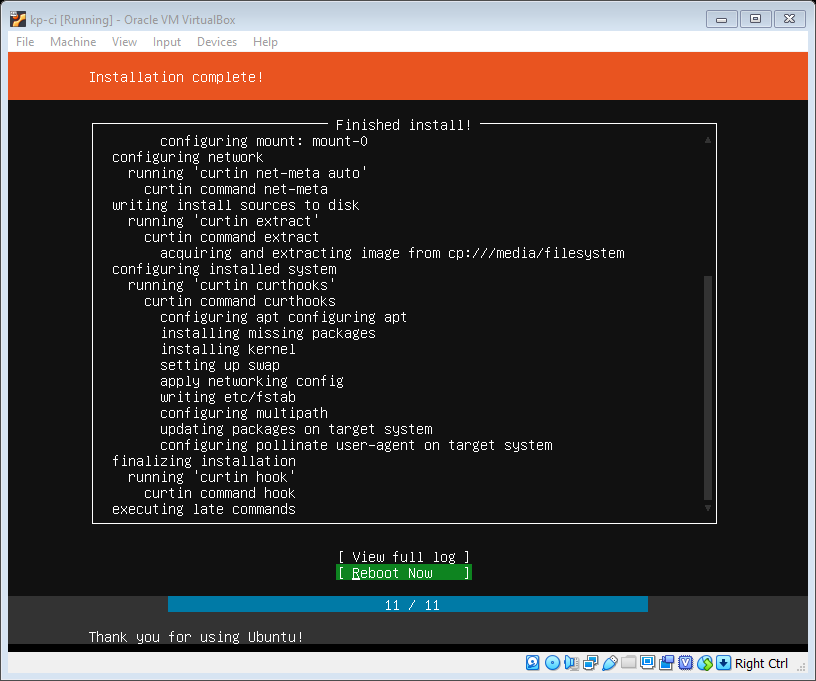 kp-ci [Running] - Oracle VM VirtualBox
File Machine View Input Devices Help
Installation complete!
Finished install!
configuring mount: mount-0
configuring network
running 'curtin net-meta auto'
curtin command net-meta
writing install sources to disk
running 'curtin extract'
curtin command extract
acquiring and extracting image from cp:///media/filesystem
configuring installed system
running 'curtin curthooks'
curtin command curthooks
configuring apt configuring apt
installing missing packages
installing kernel
setting up swap
apply networking config
writing etc/fstab
configuring multipath
updating packages on target system
configuring pollinate user-agent on target system
finalizing installation
running 'curtin hook'
curtin command hook
executing late commands
[ View full log ]
[ Reboot Now ]
11 / 11
Thank you for using Ubuntu!
Right Ctrl